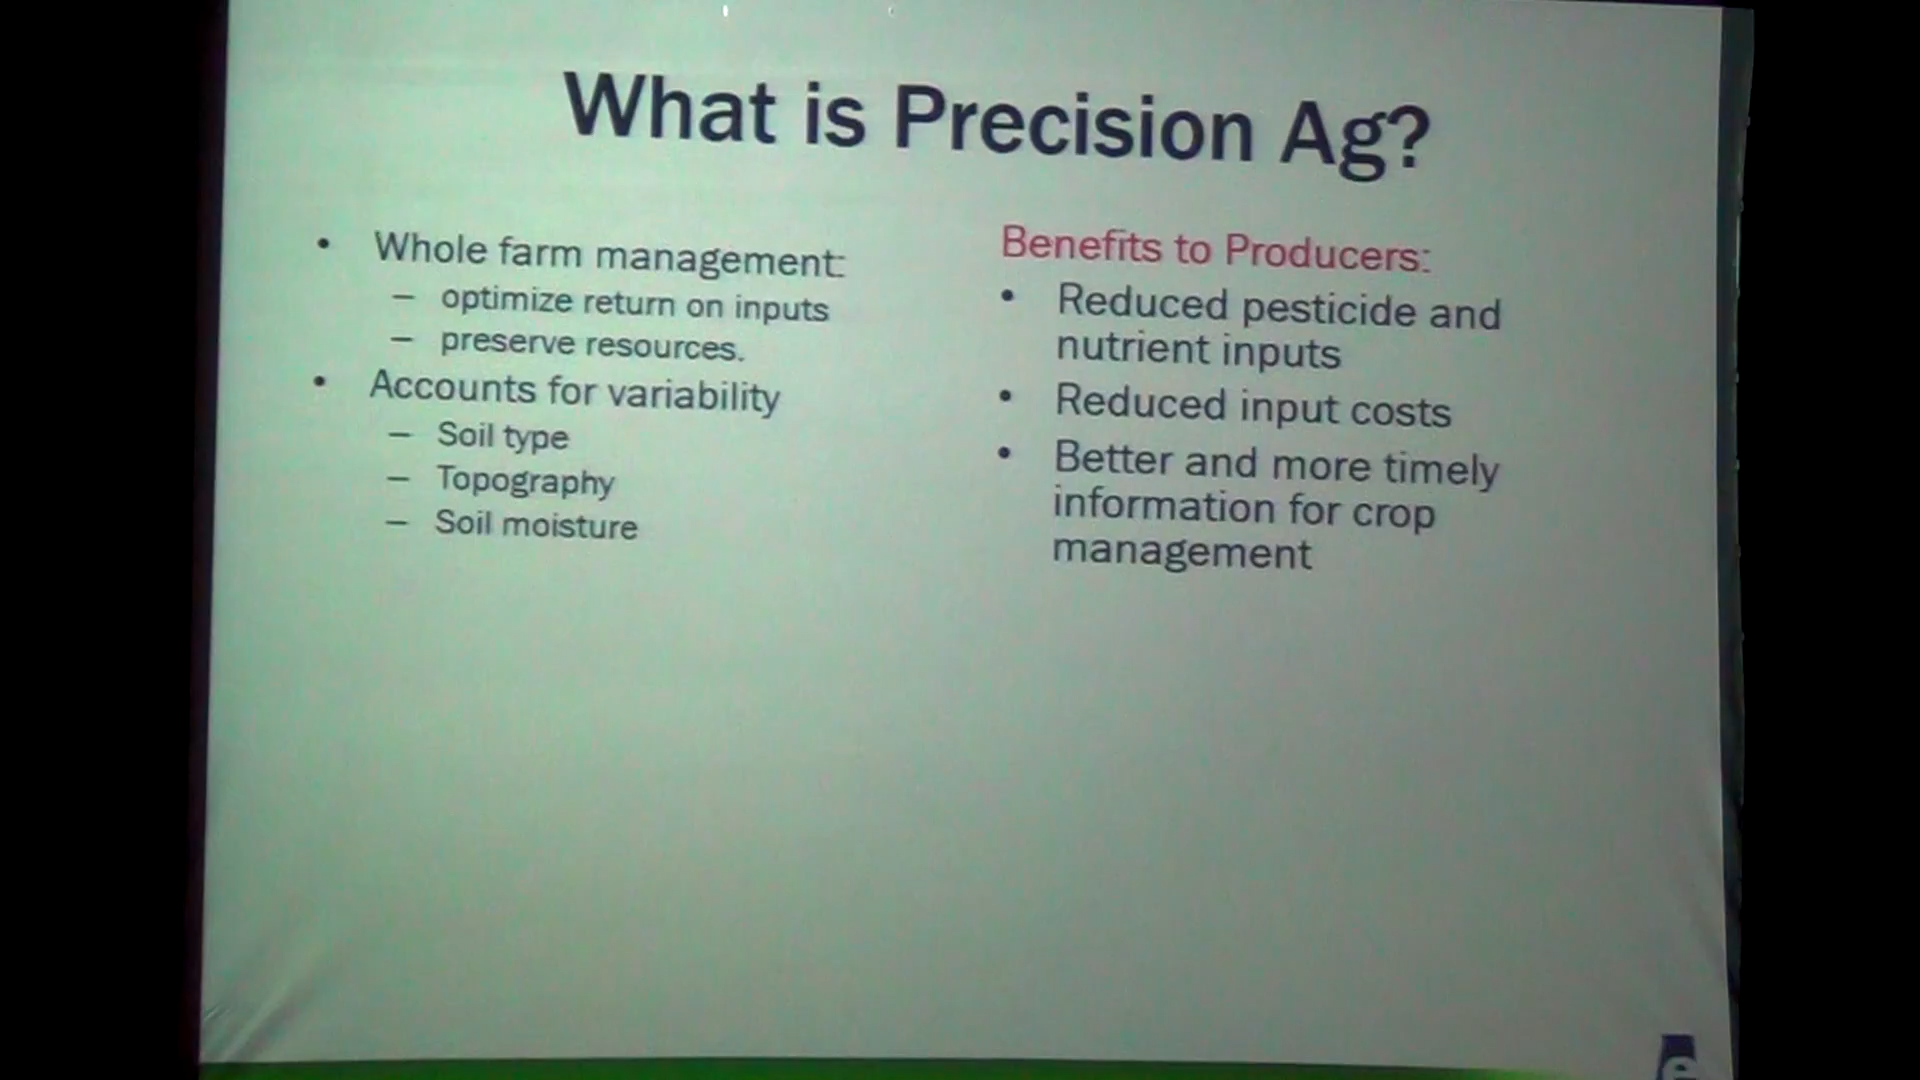 What is Precision Ag?
• Whole farm management:
– optimize return on inputs
– preserve resources.
• Accounts for variability
– Soil type
– Topography
– Soil moisture
Benefits to Producers:
• Reduced pesticide and
nutrient inputs
• Reduced input costs
• Better and more timely
information for crop
management
e